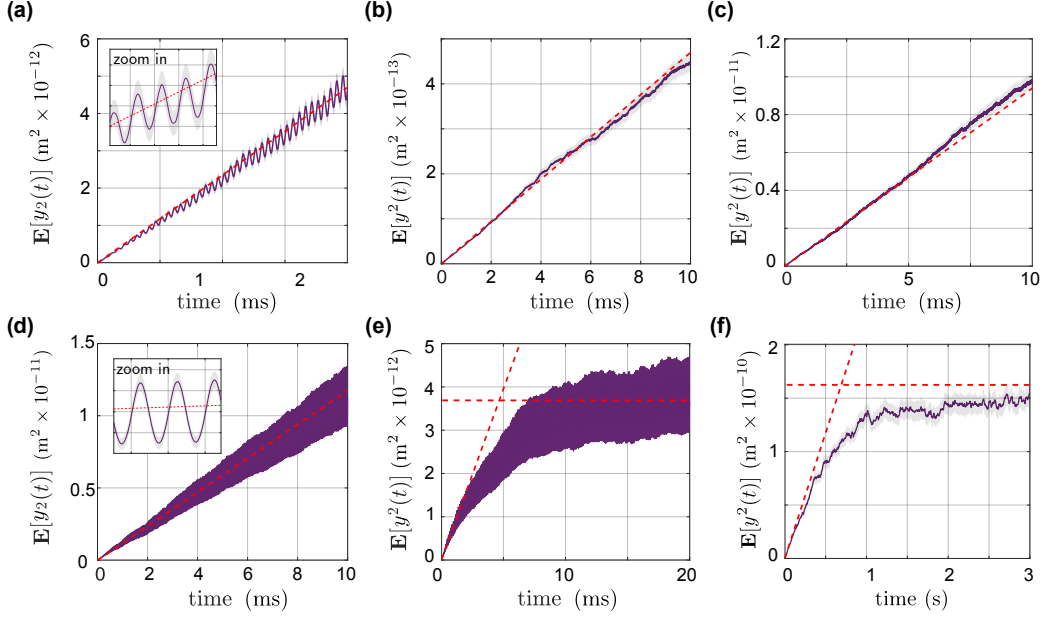 (a)
E[y₂(t)] (m² × 10⁻¹²)
6
4
2
0
zoom in
0
1
2
time (ms)
(b)
E[y²(t)] (m² × 10⁻¹³)
4
2
0
0
2
4
6
8
10
time (ms)
(c)
E[y²(t)] (m² × 10⁻¹¹)
1.2
0.8
0.4
0
0
5
5
10
time (ms)
(d)
E[y₂(t)] (m² × 10⁻¹¹)
1.5
1
0.5
0
zoom in
0
2
4
6
8
10
time (ms)
(e)
E[y²(t)] (m² × 10⁻¹²)
5
4
3
2
1
0
0
5
10
15
20
time (ms)
(f)
E[y²(t)] (m² × 10⁻¹⁰)
2
1
0
0
1
2
3
time (s)